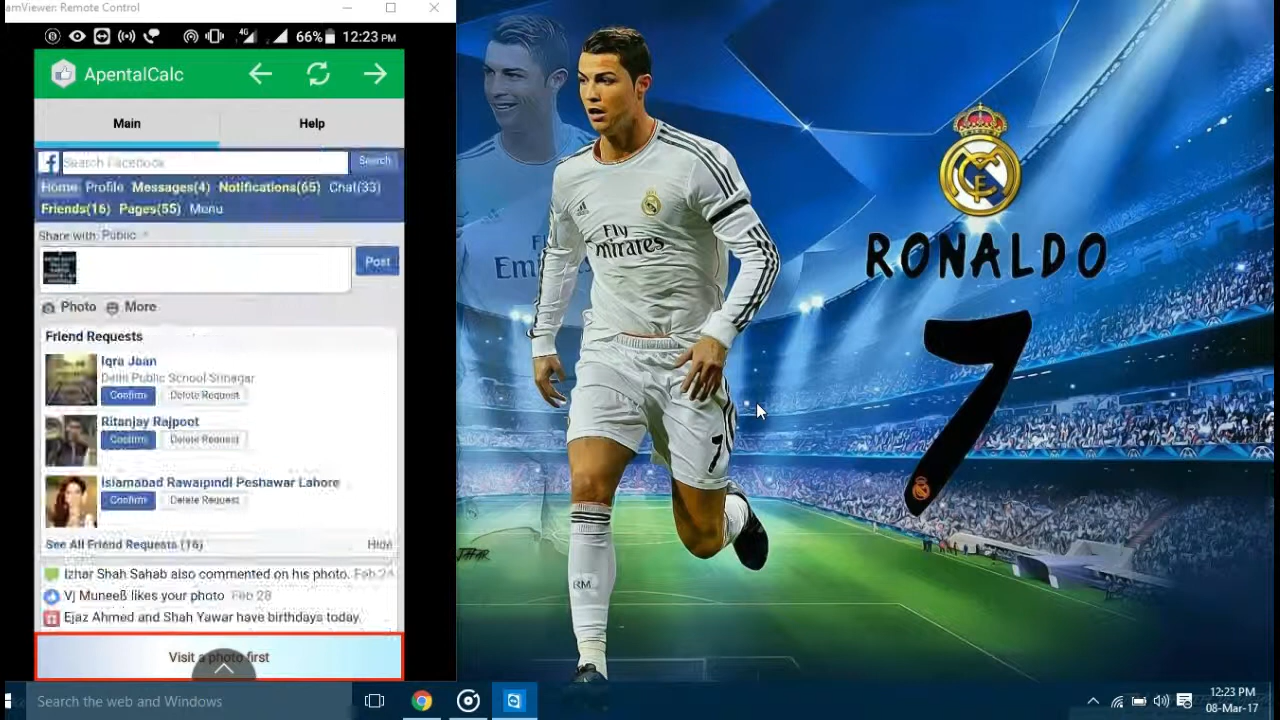 amViewer: Remote Control
4G 66% 12:23 PM
ApentalCalc
Main Help
Search Facebook Search
Home Profile Messages(4) Notifications(65) Chat(33)
Friends(16) Pages(55) Menu
Share with: Public
Post
Photo More
Friend Requests
Iqra Jaan
Delhi Public School Srinagar
Confirm Delete Request
Ritanjay Rajpoot
Confirm Delete Request
Islamabad Rawalpindi Peshawar Lahore
Confirm Delete Request
See All Friend Requests (16) Hide
Izhar Shah Sahab also commented on his photo. Feb 24
Vj Muneeß likes your photo Feb 28
Ejaz Ahmed and Shah Yawar have birthdays today.
Visit a photo first
Fly
Emirates
7
RM
RONALDO
7
Search the web and Windows
12:23 PM
08-Mar-17